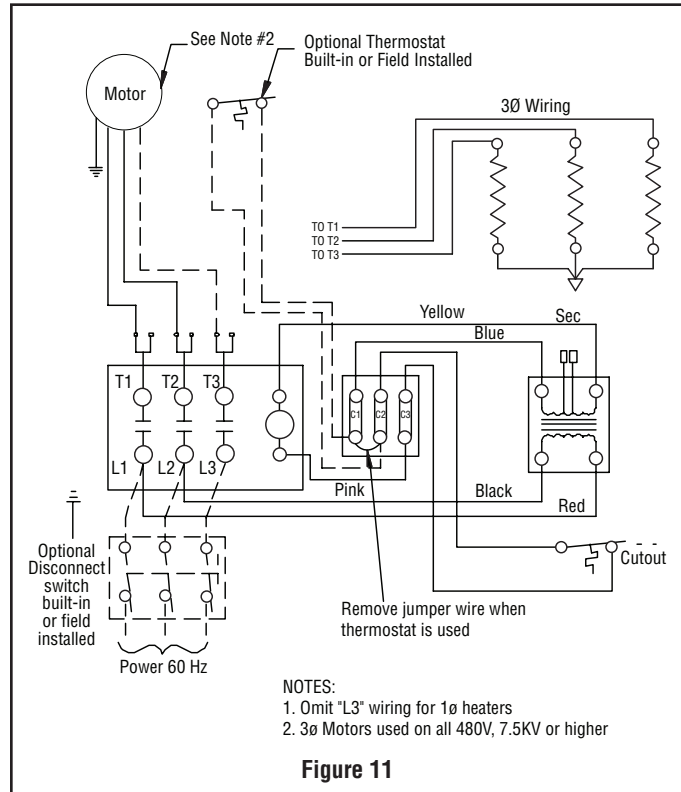 See Note #2
Optional Thermostat
Built-in or Field Installed
Motor
3Ø Wiring
TO T1
TO T2
TO T3
Yellow
Sec
Blue
T1 T2 T3
C1 C2 C3
L1 L2 L3
Pink
Black
Red
Optional
Disconnect
switch
built-in
or field
installed
Cutout
Remove jumper wire when
thermostat is used
Power 60 Hz
NOTES:
1. Omit "L3" wiring for 1ø heaters
2. 3ø Motors used on all 480V, 7.5KV or higher
Figure 11